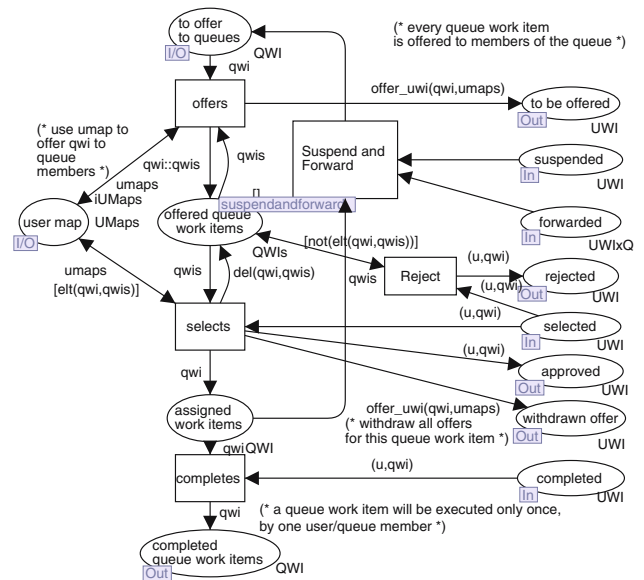 to offer
to queues
I/O
QWI
(* every queue work item
is offered to members of the queue *)
qwi
offer_uwi(qwi,umaps)
offers
to be offered
Out
UWI
(* use umap to
offer qwi to
queue
members *)
qwi::qwis
qwis
Suspend and
Forward
suspended
In
UWI
umaps
iUMaps
[]
suspendandforward
user map
I/O
UMaps
offered queue
work items
QWIs
forwarded
In
UWIxQ
[not(elt(qwi,qwis))]
qwis
(u,qwi)
rejected
Out
UWI
umaps
[elt(qwi,qwis)]
qwis
del(qwi,qwis)
Reject
(u,qwi)
(u,qwi)
selected
In
UWI
selects
(u,qwi)
approved
Out
UWI
qwi
assigned
work items
offer_uwi(qwi,umaps)
(* withdraw all offers
for this queue work item *)
withdrawn offer
Out
UWI
qwi
QWI
(u,qwi)
completes
completed
In
UWI
qwi
(* a queue work item will be executed only once,
by one user/queue member *)
completed
queue work items
Out
QWI